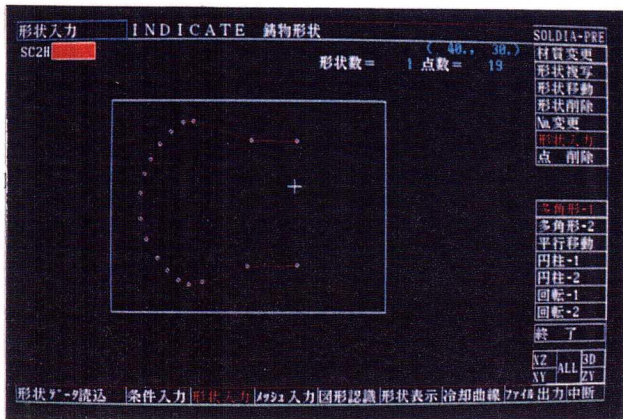 形状入力
INDICATE 鋳物形状
SOLDIA-PRE
SC2H
( 40., 30.)
形状数= 1 点数= 19
材質変更
形状複写
形状移動
形状削除
No.変更
形状入力
点 削除
多角形-1
多角形-2
平行移動
円柱-1
円柱-2
回転-1
回転-2
終 了
XZ ALL 3D
XY ZY
形状データ読込 条件入力 形状入力 メッシュ入力 図形認識 形状表示 冷却曲線 ファイル出力 中断